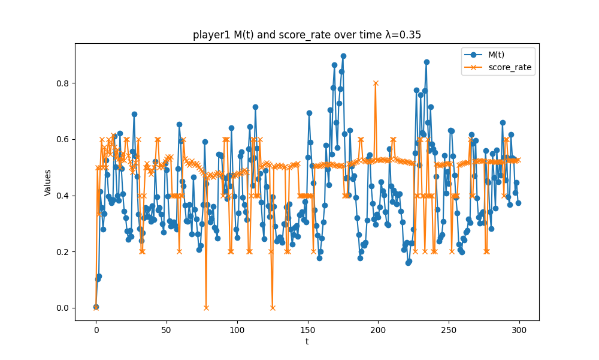 player1 M(t) and score_rate over time λ=0.35
M(t)
score_rate
Values
0.8
0.6
0.4
0.2
0.0
0
50
100
150
200
250
300
t